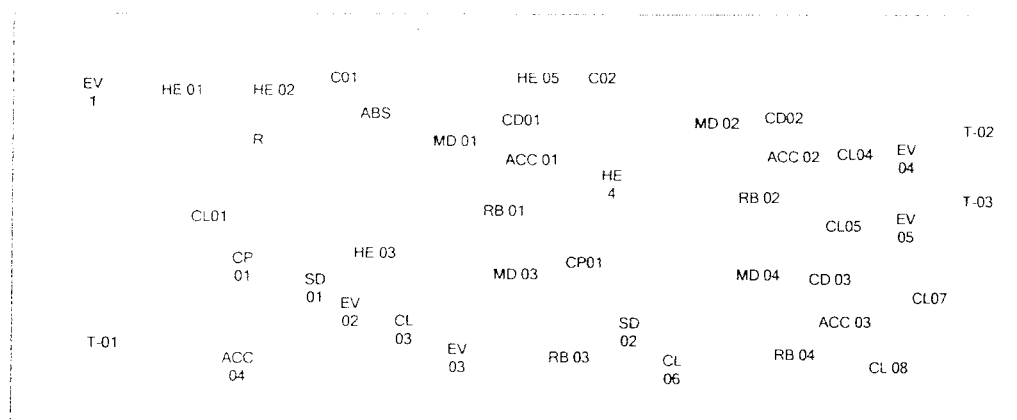 C01
HE 05
C02
EV
1
HE 01
HE 02
ABS
CD01
MD 02
CD02
R
MD 01
T-02
ACC 01
ACC 02
CL04
EV
04
HE
4
RB 02
T-03
CL01
RB 01
CL05
EV
05
CP
01
HE 03
CP01
MD 03
MD 04
CD 03
SD
01
EV
02
CL07
CL
03
SD
02
ACC 03
T-01
ACC
04
EV
03
RB 03
CL
06
RB 04
CL 08